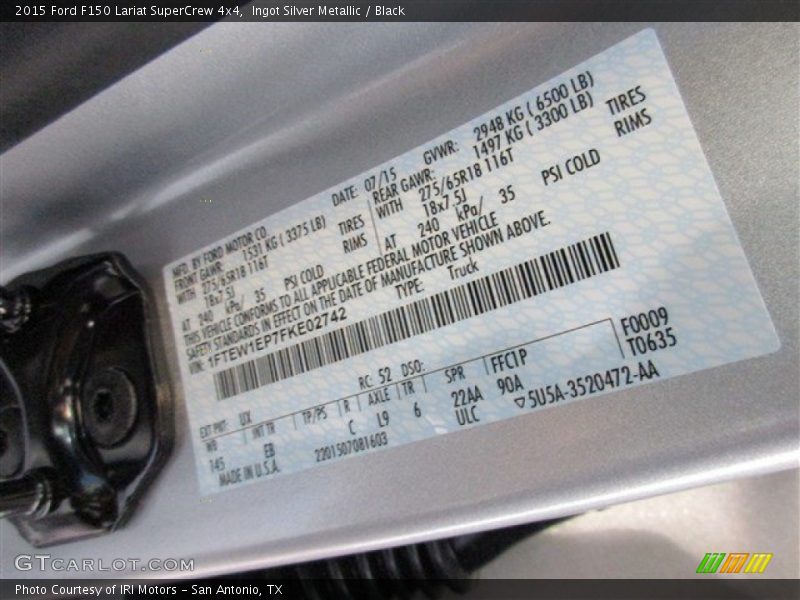 2015 Ford F150 Lariat SuperCrew 4x4, Ingot Silver Metallic / Black
MFD. BY FORD MOTOR CO. DATE: 07/15 GVWR: 2948 KG ( 6500 LB)
FRONT GAWR: 1531 KG ( 3375 LB) REAR GAWR: 1497 KG ( 3300 LB)
WITH 275/65R18 116T TIRES WITH 275/65R18 116T TIRES
18x7.5J RIMS 18x7.5J RIMS
AT 240 kPa/ 35 PSI COLD AT 240 kPa/ 35 PSI COLD
THIS VEHICLE CONFORMS TO ALL APPLICABLE FEDERAL MOTOR VEHICLE
SAFETY STANDARDS IN EFFECT ON THE DATE OF MANUFACTURE SHOWN ABOVE.
VIN: 1FTEW1EP7FKE02742 TYPE: Truck
F0009
T0635
EXT PNT: UX RC: 52 DSO:
WB INT TR TP/PS R AXLE TR SPR FFC1P
145 EB C L9 6 22AA 90A
ULC ▽5U5A-3520472-AA
MADE IN U.S.A. 2201507081603
GTCARLOT.COM
Photo Courtesy of IRI Motors - San Antonio, TX